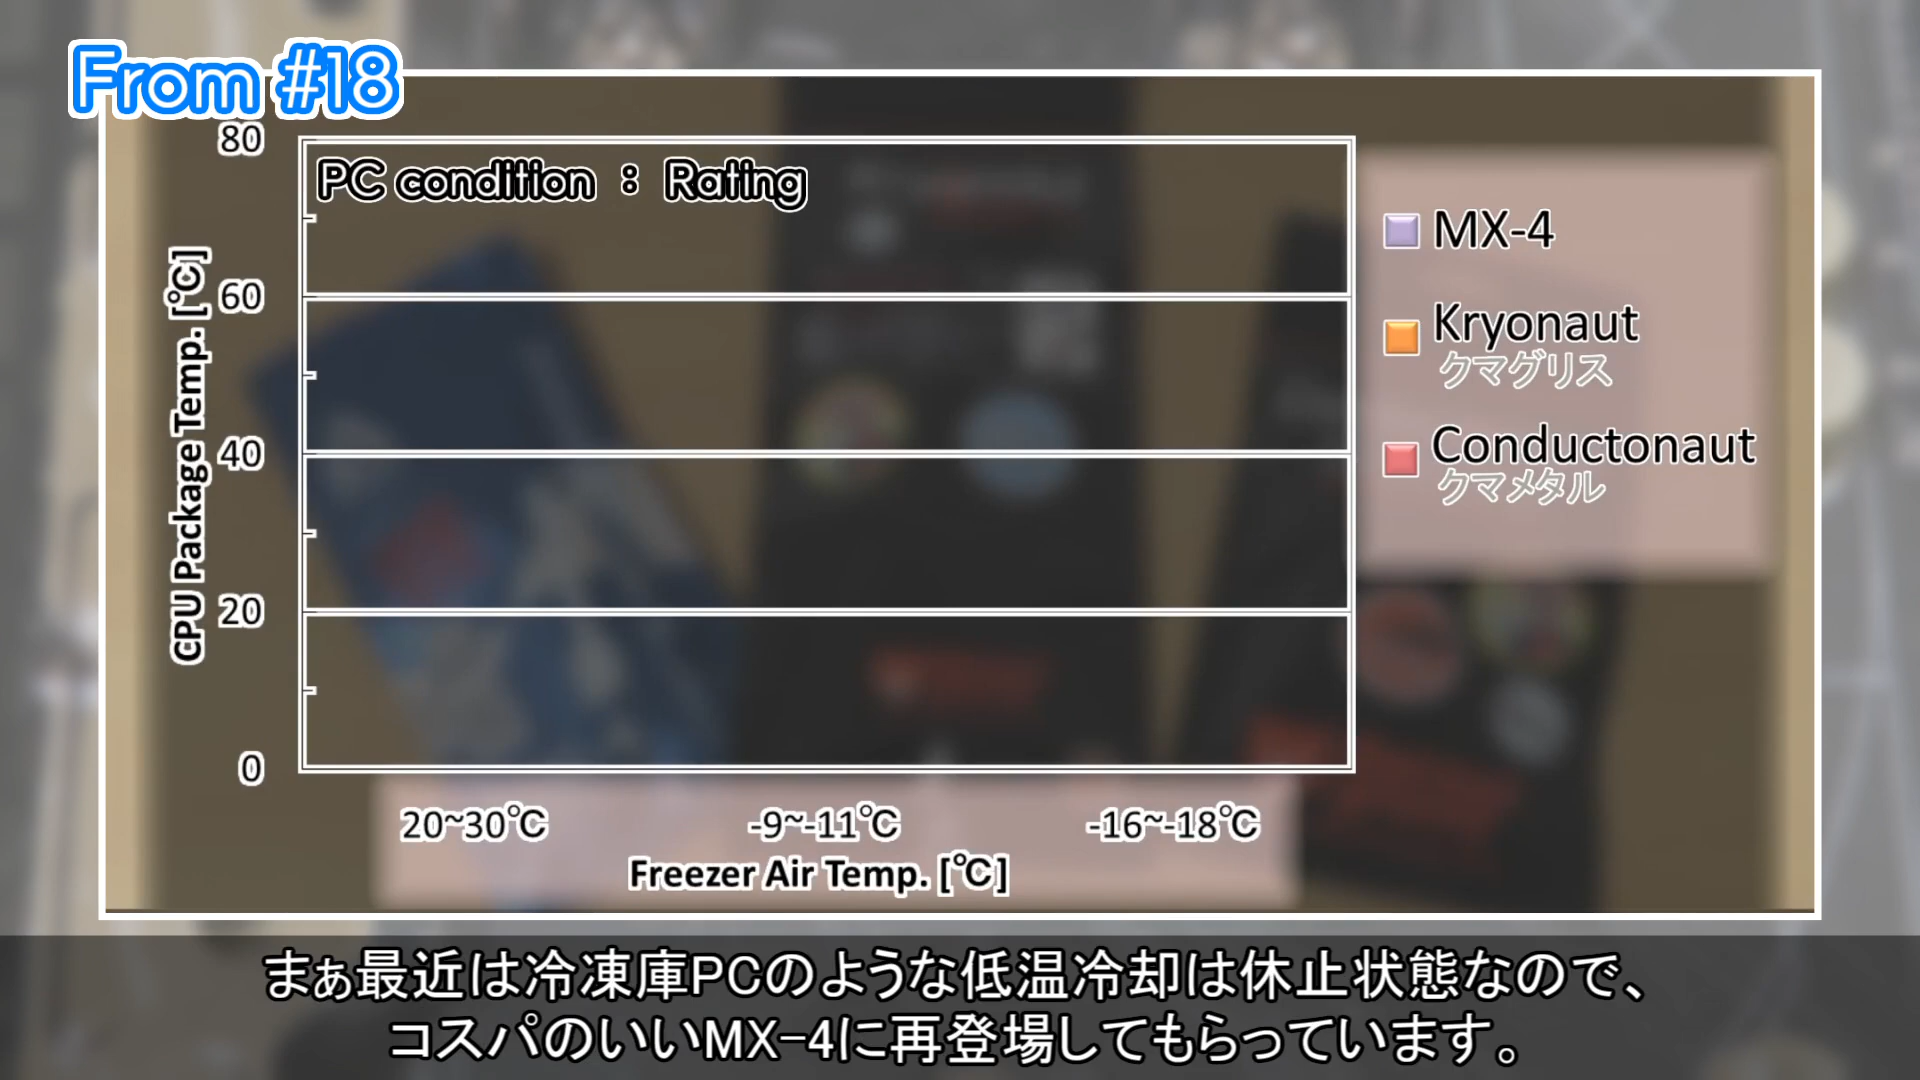 From #18
80
PC condition : Rating
60
40
20
0
CPU Package Temp. [℃]
MX-4
Kryonaut
クマグリス
Conductonaut
クマメタル
20~30℃
-9~-11℃
-16~-18℃
Freezer Air Temp. [℃]
まぁ最近は冷凍庫PCのような低温冷却は休止状態なので、
コスパのいいMX-4に再登場してもらっています。